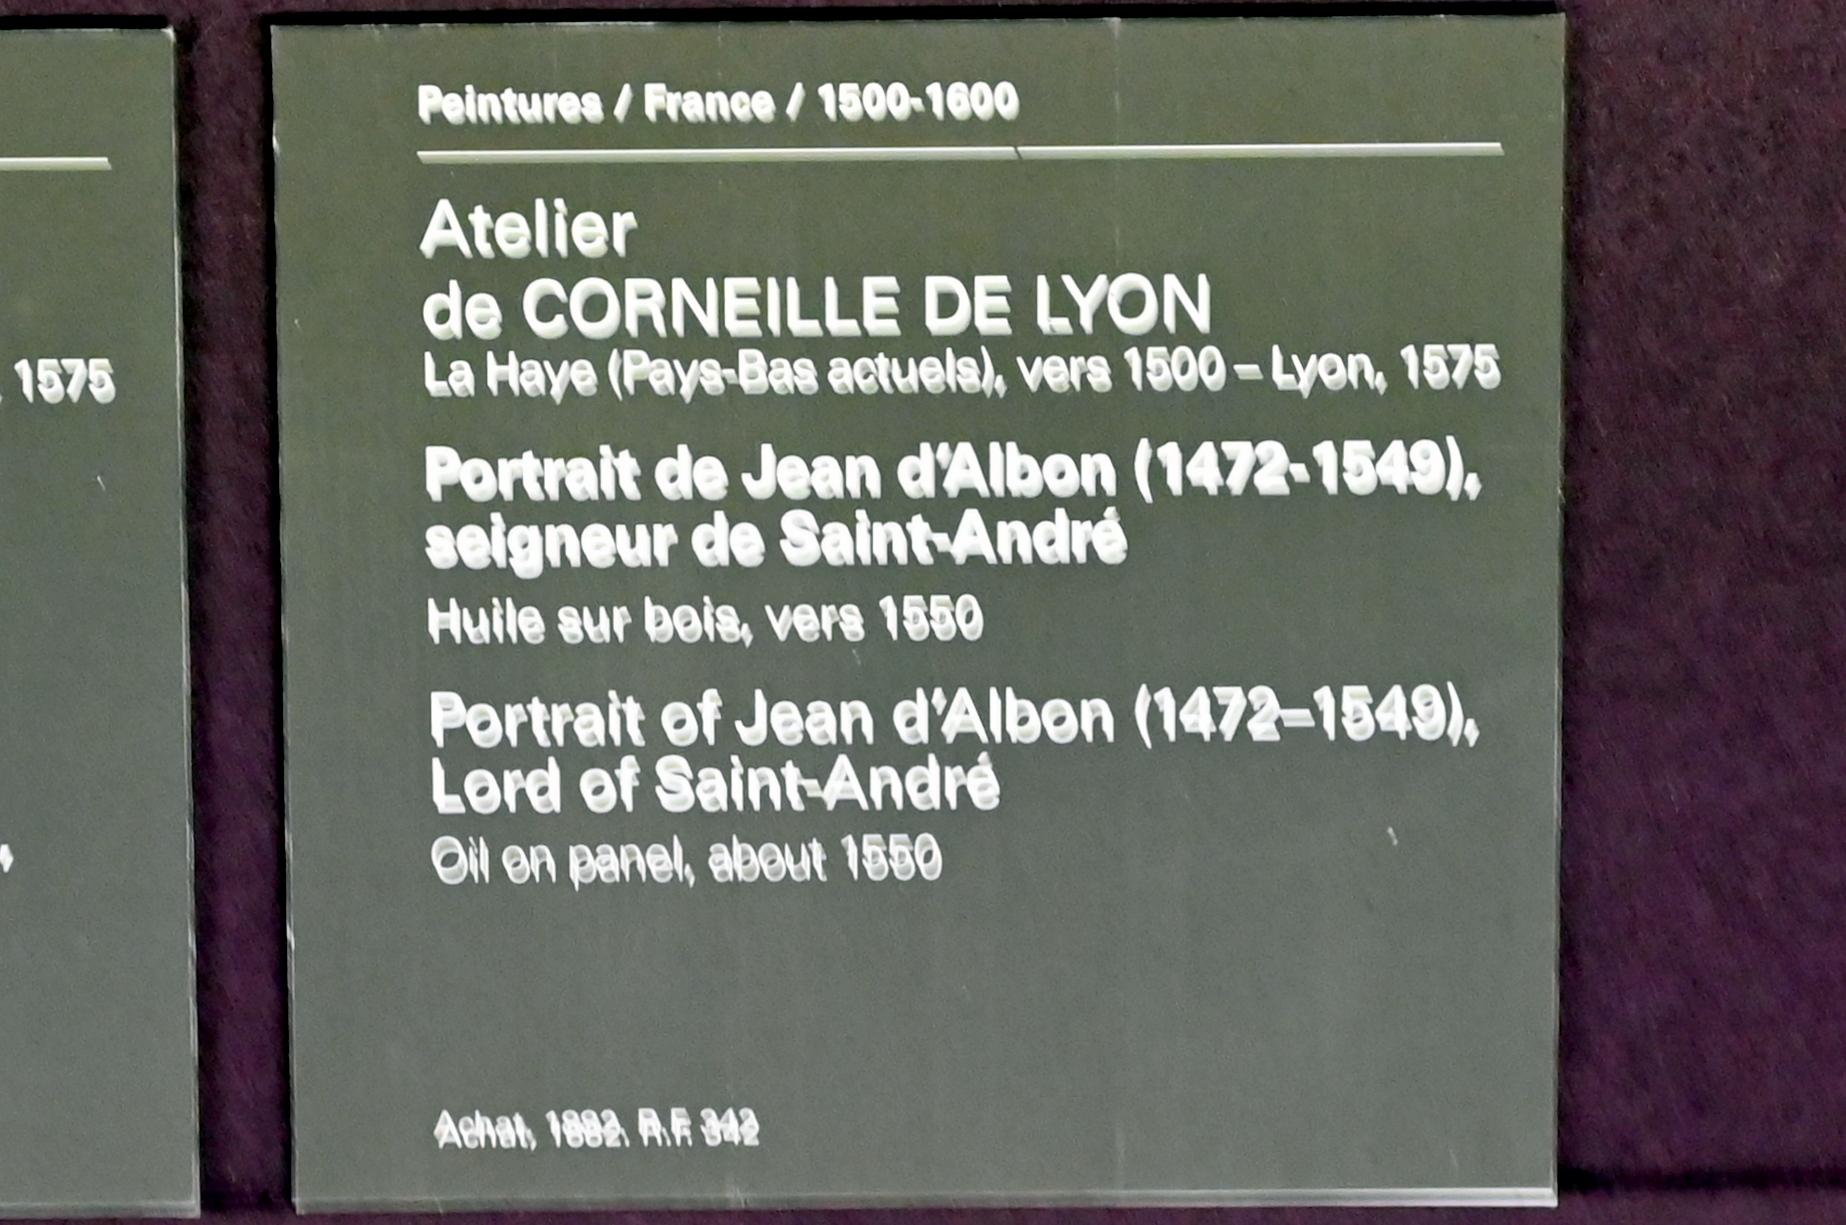 Peintures / France / 1500-1600
Atelier
de CORNEILLE DE LYON
La Haye (Pays-Bas actuels), vers 1500 – Lyon, 1575
Portrait de Jean d'Albon (1472-1549),
seigneur de Saint-André
Huile sur bois, vers 1550
Portrait of Jean d'Albon (1472–1549),
Lord of Saint-André
Oil on panel, about 1550
Achat, 1882. R.F. 342
, 1575
,